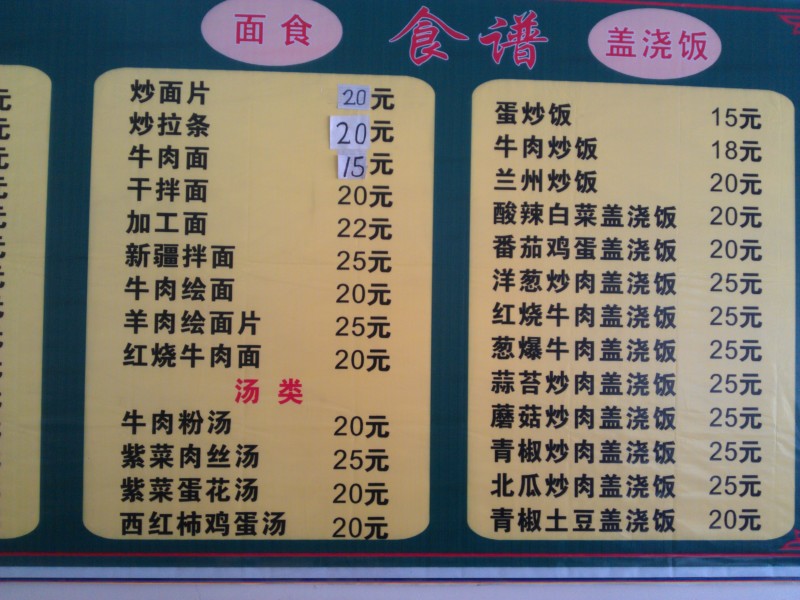 食谱
面食
炒面片 20元
炒拉条 20元
牛肉面 15元
干拌面 20元
加工面 22元
新疆拌面 25元
牛肉绘面 20元
羊肉绘面片 25元
红烧牛肉面 20元
汤类
牛肉粉汤 20元
紫菜肉丝汤 25元
紫菜蛋花汤 20元
西红柿鸡蛋汤 20元
盖浇饭
蛋炒饭 15元
牛肉炒饭 18元
兰州炒饭 20元
酸辣白菜盖浇饭 20元
番茄鸡蛋盖浇饭 20元
洋葱炒肉盖浇饭 25元
红烧牛肉盖浇饭 25元
葱爆牛肉盖浇饭 25元
蒜苔炒肉盖浇饭 25元
蘑菇炒肉盖浇饭 25元
青椒炒肉盖浇饭 25元
北瓜炒肉盖浇饭 25元
青椒土豆盖浇饭 20元